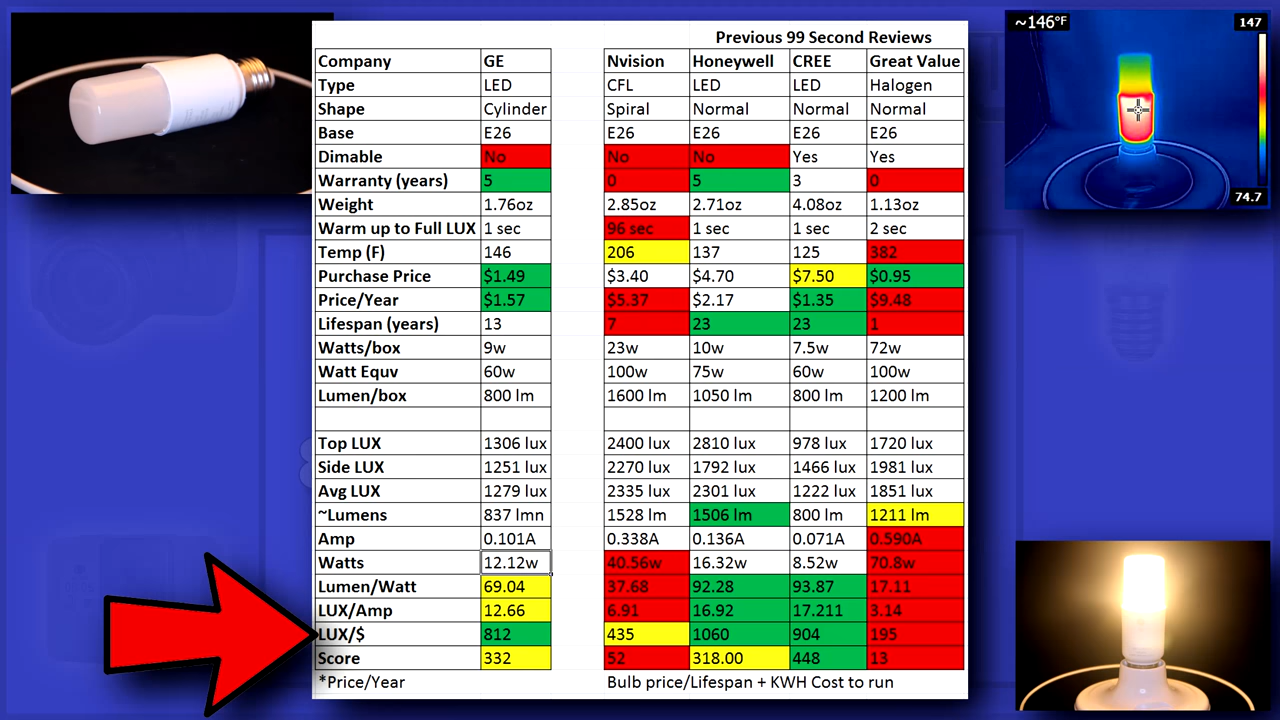 ~146°F
147
74.7
Previous 99 Second Reviews
Company GE Nvision Honeywell CREE Great Value
Type LED CFL LED LED Halogen
Shape Cylinder Spiral Normal Normal Normal
Base E26 E26 E26 E26 E26
Dimable No No No Yes Yes
Warranty (years) 5 0 5 3 0
Weight 1.76oz 2.85oz 2.71oz 4.08oz 1.13oz
Warm up to Full LUX 1 sec 96 sec 1 sec 1 sec 2 sec
Temp (F) 146 206 137 125 382
Purchase Price $1.49 $3.40 $4.70 $7.50 $0.95
Price/Year $1.57 $5.37 $2.17 $1.35 $9.48
Lifespan (years) 13 7 23 23 1
Watts/box 9w 23w 10w 7.5w 72w
Watt Equv 60w 100w 75w 60w 100w
Lumen/box 800 lm 1600 lm 1050 lm 800 lm 1200 lm
Top LUX 1306 lux 2400 lux 2810 lux 978 lux 1720 lux
Side LUX 1251 lux 2270 lux 1792 lux 1466 lux 1981 lux
Avg LUX 1279 lux 2335 lux 2301 lux 1222 lux 1851 lux
~Lumens 837 lmn 1528 lm 1506 lm 800 lm 1211 lm
Amp 0.101A 0.338A 0.136A 0.071A 0.590A
Watts 12.12w 40.56w 16.32w 8.52w 70.8w
Lumen/Watt 69.04 37.68 92.28 93.87 17.11
LUX/Amp 12.66 6.91 16.92 17.211 3.14
LUX/$ 812 435 1060 904 195
Score 332 52 318.00 448 13
*Price/Year Bulb price/Lifespan + KWH Cost to run